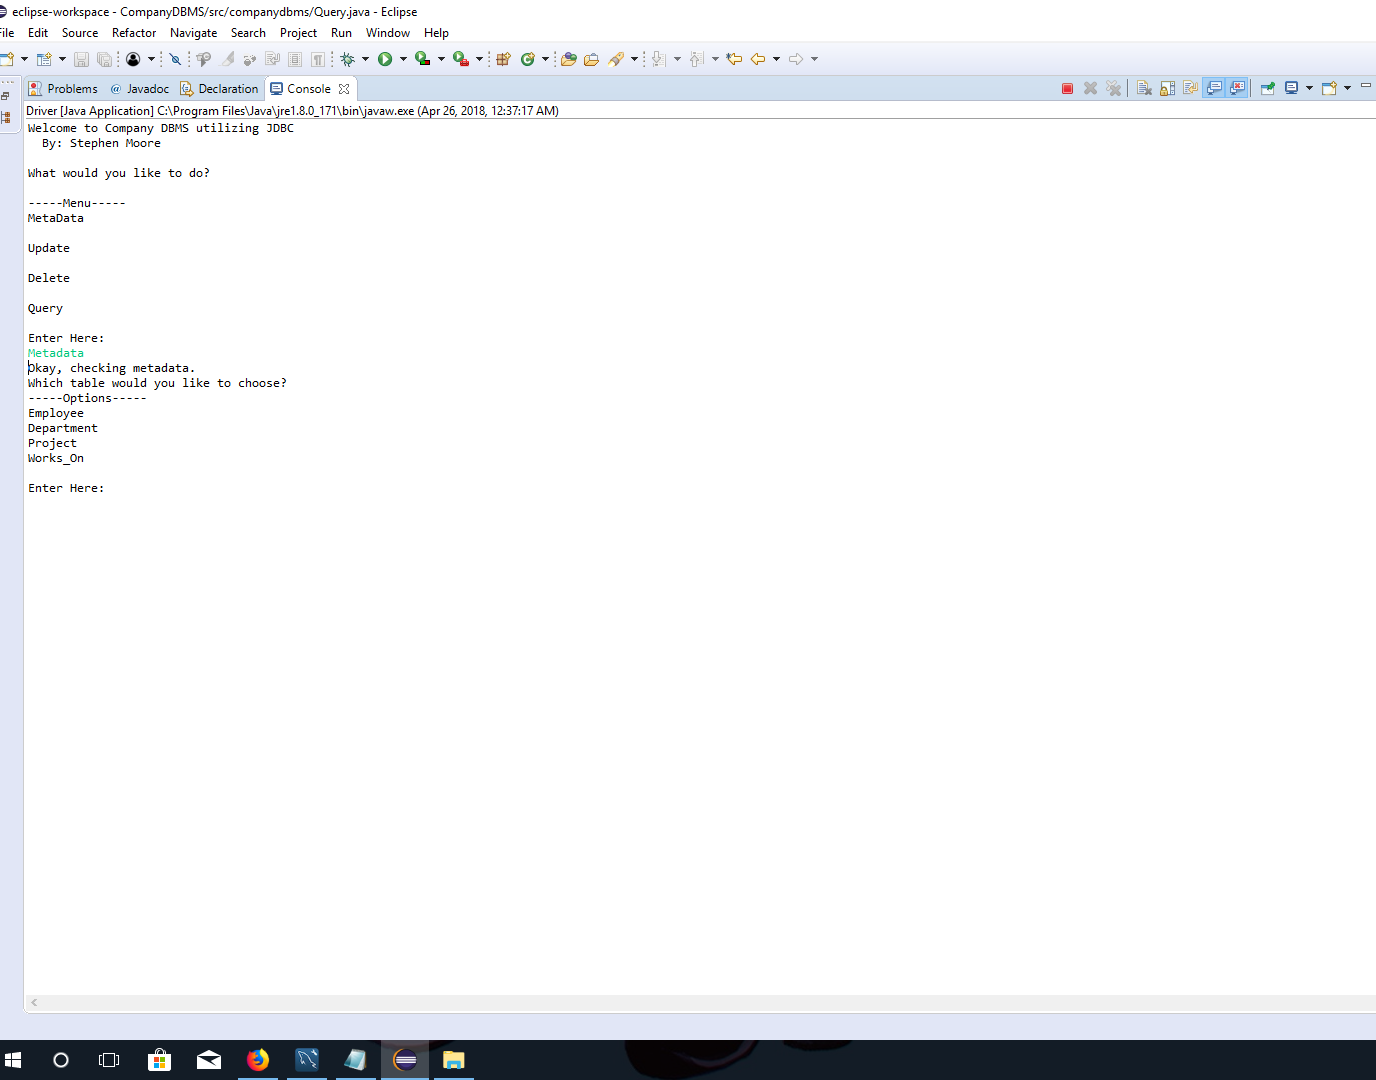 eclipse-workspace - CompanyDBMS/src/companydbms/Query.java - Eclipse
File Edit Source Refactor Navigate Search Project Run Window Help
Problems @ Javadoc Declaration Console
Driver [Java Application] C:\Program Files\Java\jre1.8.0_171\bin\javaw.exe (Apr 26, 2018, 12:37:17 AM)
Welcome to Company DBMS utilizing JDBC
By: Stephen Moore
What would you like to do?
-----Menu-----
MetaData
Update
Delete
Query
Enter Here:
Metadata
Okay, checking metadata.
Which table would you like to choose?
-----Options-----
Employee
Department
Project
Works_On
Enter Here: